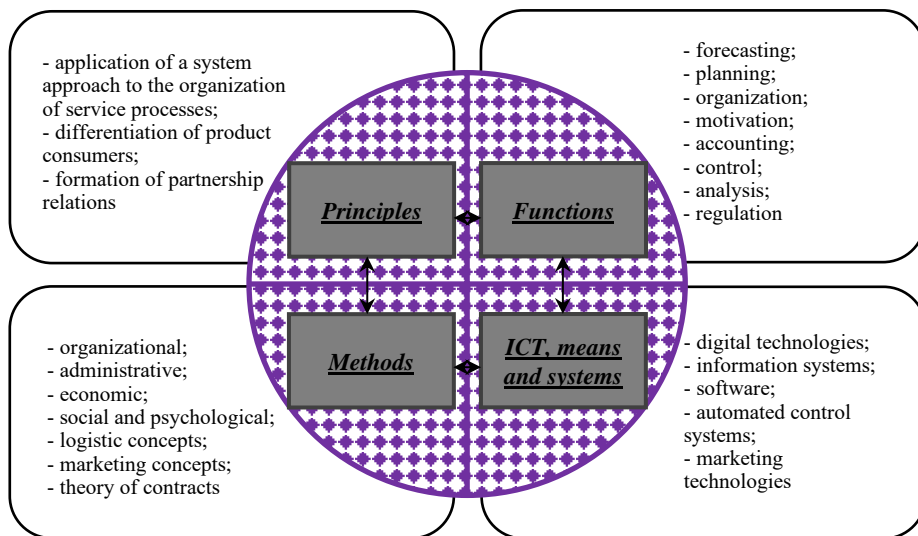 - application of a system
approach to the organization
of service processes;
- differentiation of product
consumers;
- formation of partnership
relations
- forecasting;
- planning;
- organization;
- motivation;
- accounting;
- control;
- analysis;
- regulation
Principles
Functions
Methods
ICT, means
and systems
- organizational;
- administrative;
- economic;
- social and psychological;
- logistic concepts;
- marketing concepts;
- theory of contracts
- digital technologies;
- information systems;
- software;
- automated control
systems;
- marketing
technologies